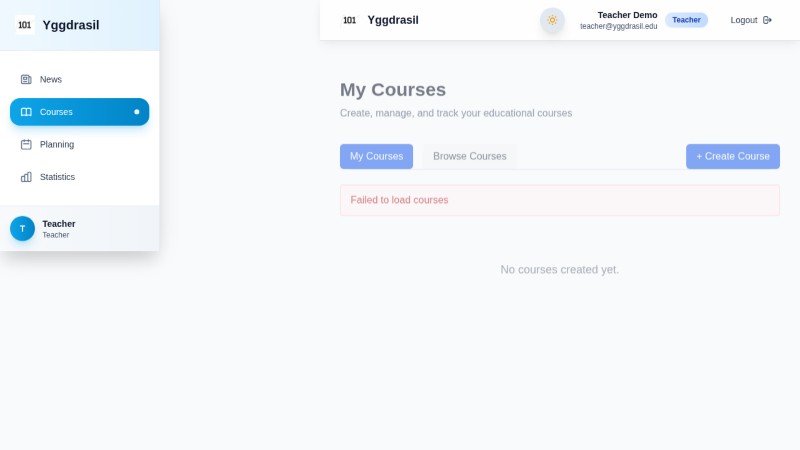 101 Yggdrasil
News
Courses
Planning
Statistics
T
Teacher
Teacher
101 Yggdrasil
Teacher Demo
teacher@yggdrasil.edu
Teacher
Logout
My Courses
Create, manage, and track your educational courses
My Courses
Browse Courses
+ Create Course
Failed to load courses
No courses created yet.